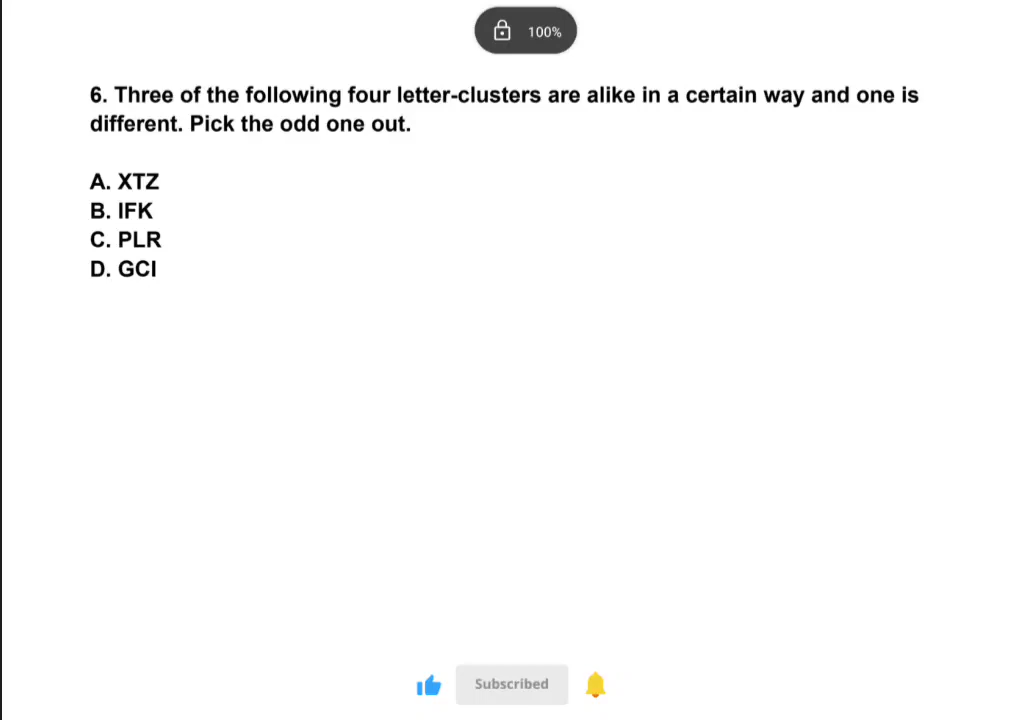 100%
6. Three of the following four letter-clusters are alike in a certain way and one is
different. Pick the odd one out.
A. XTZ
B. IFK
C. PLR
D. GCI
Subscribed